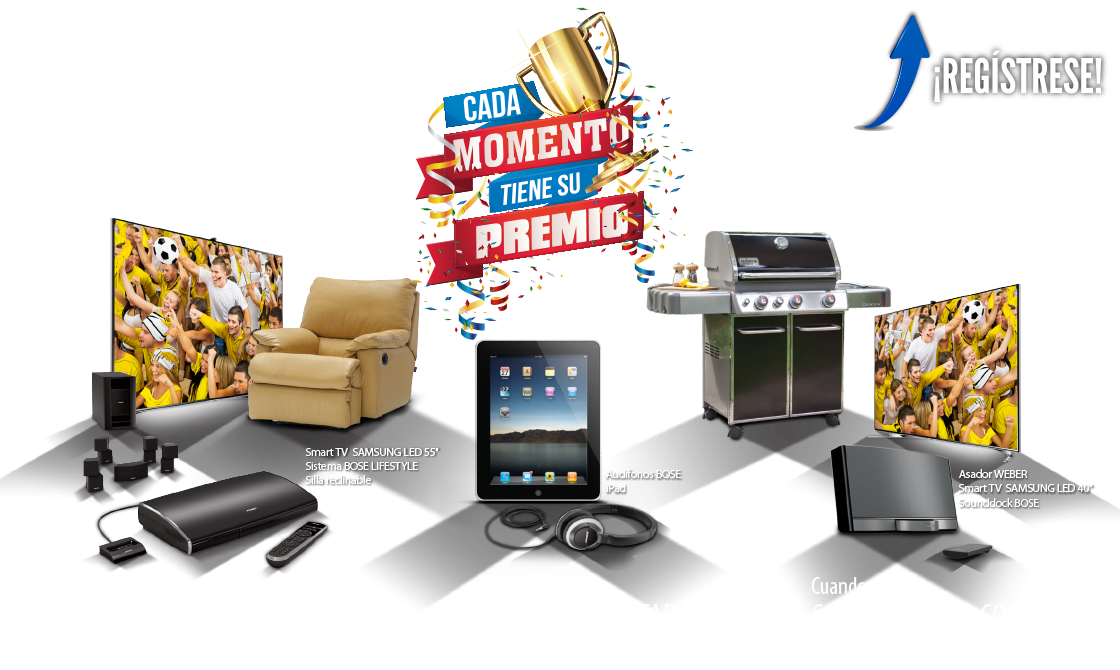 ¡REGÍSTRESE!
CADA
MOMENTO
TIENE SU
PREMIO
Smart TV SAMSUNG LED 55"
Sistema BOSE LIFESTYLE
Silla reclinable
Audífonos BOSE
iPad
Asador WEBER
Smart TV SAMSUNG LED 40"
Sounddock BOSE